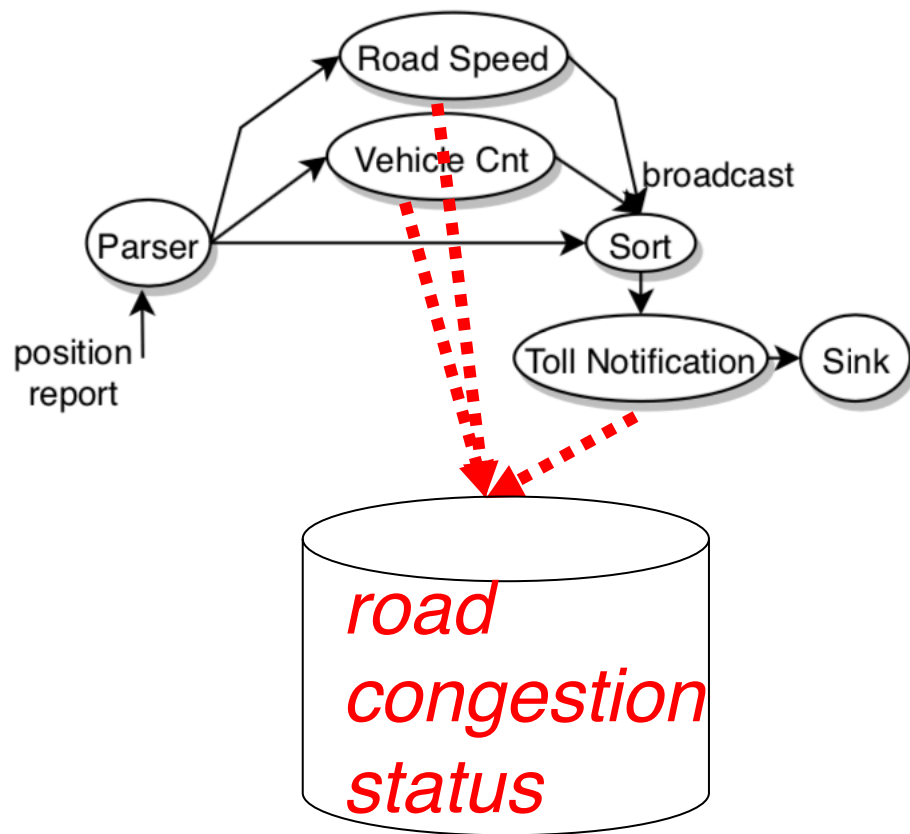 Road Speed
Vehicle Cnt
broadcast
Parser
Sort
position
report
Toll Notification
Sink
road
congestion
status